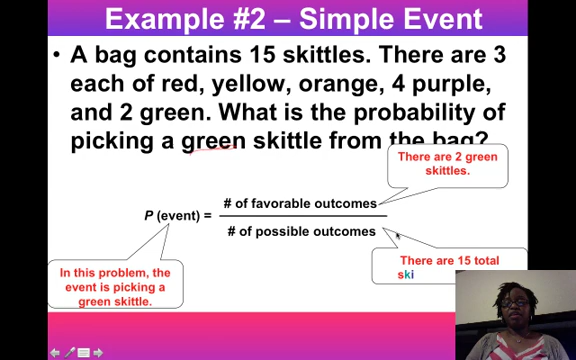 Example #2 – Simple Event
• A bag contains 15 skittles. There are 3
each of red, yellow, orange, 4 purple,
and 2 green. What is the probability of
picking a green skittle from the bag?
There are 2 green
skittles.
P (event) =
# of favorable outcomes
# of possible outcomes
There are 15 total
ski
In this problem, the
event is picking a
green skittle.